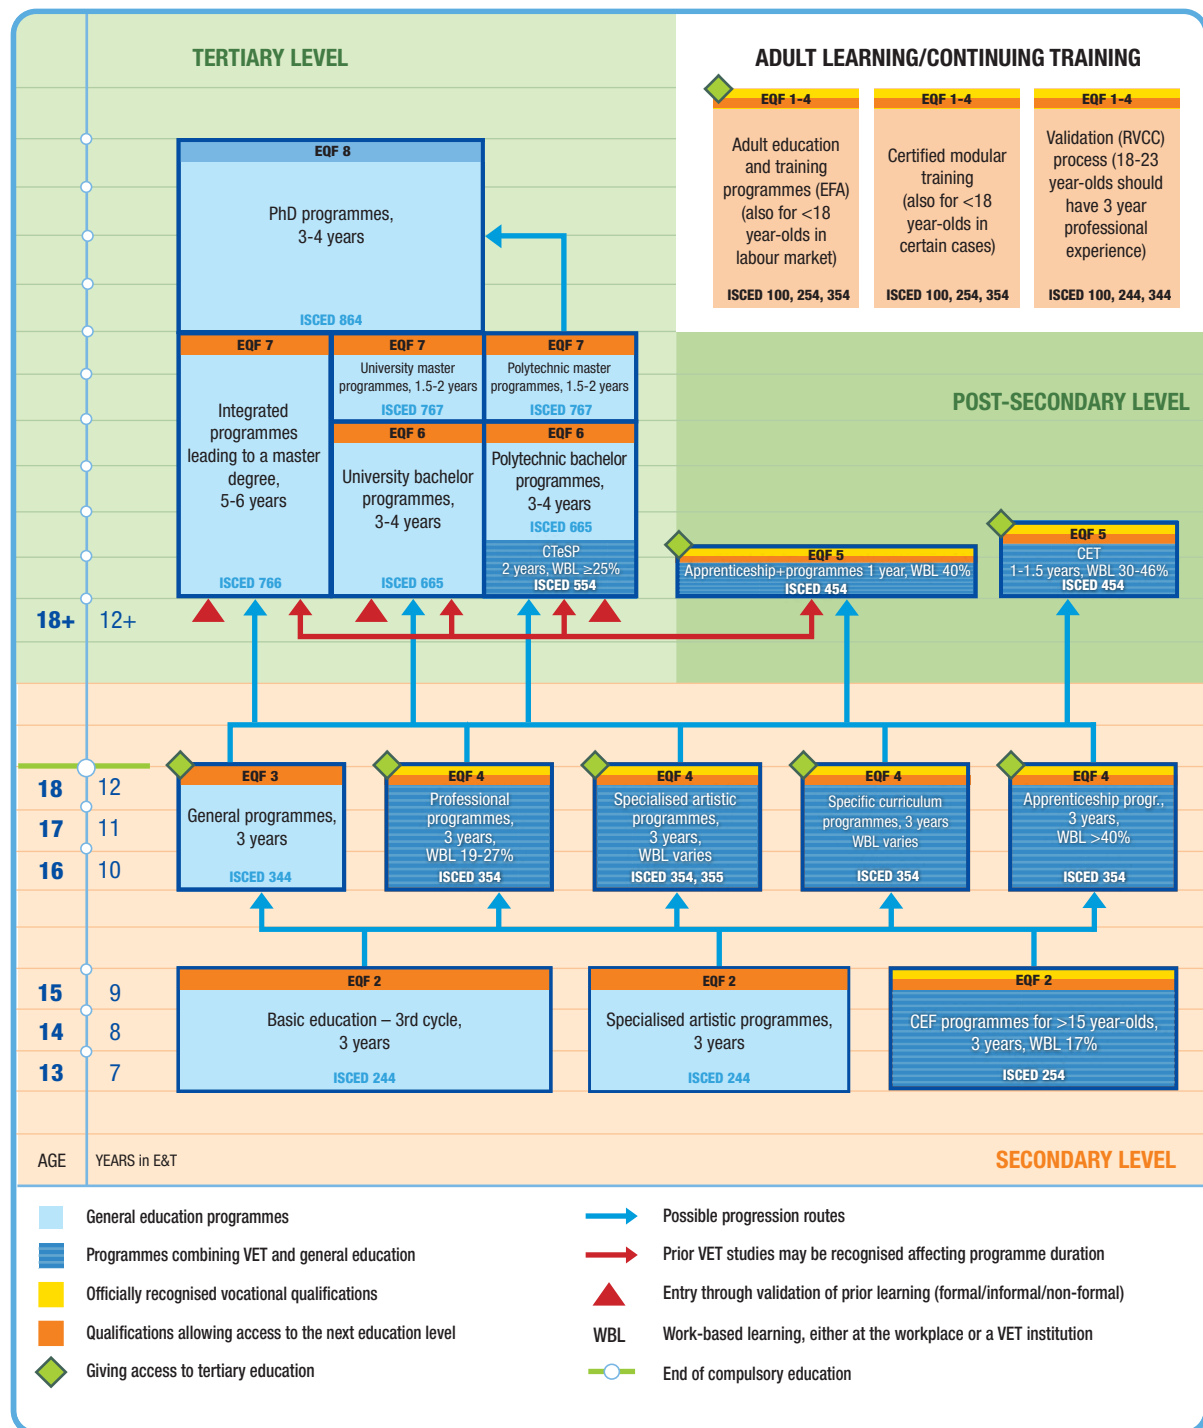 TERTIARY LEVEL
ADULT LEARNING/CONTINUING TRAINING
EQF 1-4
Adult education
and training
programmes (EFA)
(also for <18
year-olds in
labour market)
ISCED 100, 254, 354
EQF 1-4
Certified modular
training
(also for <18
year-olds in
certain cases)
ISCED 100, 254, 354
EQF 1-4
Validation (RVCC)
process (18-23
year-olds should
have 3 year
professional
experience)
ISCED 100, 244, 344
EQF 8
PhD programmes,
3-4 years
ISCED 864
EQF 7
Integrated
programmes
leading to a master
degree,
5-6 years
ISCED 766
EQF 7
University master
programmes, 1.5-2 years
ISCED 767
EQF 7
Polytechnic master
programmes, 1.5-2 years
ISCED 767
POST-SECONDARY LEVEL
EQF 6
University bachelor
programmes,
3-4 years
ISCED 665
EQF 6
Polytechnic bachelor
programmes,
3-4 years
ISCED 665
CTeSP
2 years, WBL ≥25%
ISCED 554
EQF 5
Apprenticeship+programmes 1 year, WBL 40%
ISCED 454
EQF 5
CET
1-1.5 years, WBL 30-46%
ISCED 454
18+ 12+
EQF 3
General programmes,
3 years
ISCED 344
EQF 4
Professional
programmes,
3 years,
WBL 19-27%
ISCED 354
EQF 4
Specialised artistic
programmes,
3 years,
WBL varies
ISCED 354, 355
EQF 4
Specific curriculum
programmes, 3 years
WBL varies
ISCED 354
EQF 4
Apprenticeship progr.,
3 years,
WBL >40%
ISCED 354
18 12
17 11
16 10
EQF 2
Basic education – 3rd cycle,
3 years
ISCED 244
EQF 2
Specialised artistic programmes,
3 years
ISCED 244
EQF 2
CEF programmes for >15 year-olds,
3 years, WBL 17%
ISCED 254
15 9
14 8
13 7
AGE YEARS in E&T
SECONDARY LEVEL
General education programmes
Programmes combining VET and general education
Officially recognised vocational qualifications
Qualifications allowing access to the next education level
Giving access to tertiary education
Possible progression routes
Prior VET studies may be recognised affecting programme duration
Entry through validation of prior learning (formal/informal/non-formal)
WBL Work-based learning, either at the workplace or a VET institution
End of compulsory education